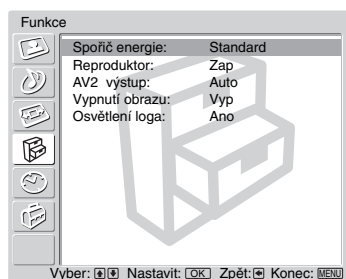 Funkce
Spořič energie: Standard
Reproduktor: Zap
AV2 výstup: Auto
Vypnutí obrazu: Vyp
Osvětlení loga: Ano
Vyber: Nastavit: OK Zpět: Konec: MENU